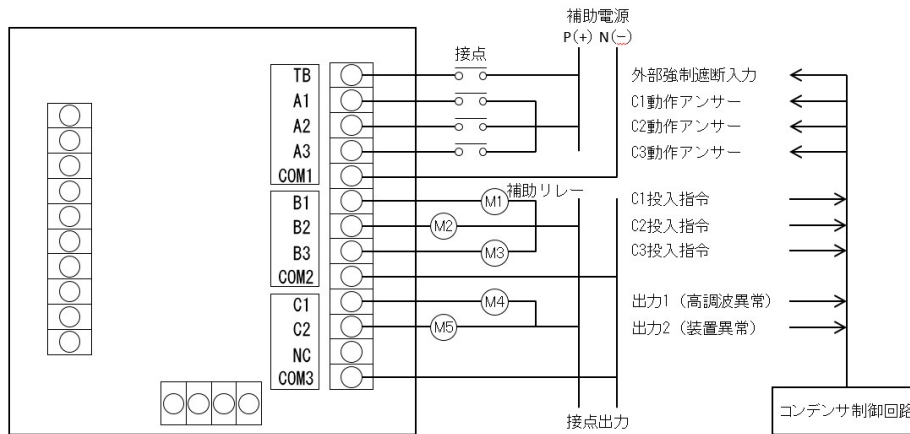 補助電源
P(+) N(-)
接点
TB
A1
A2
A3
COM1
外部強制遮断入力
C1動作アンサー
C2動作アンサー
C3動作アンサー
補助リレー
B1
B2
B3
COM2
M1
M2
M3
C1投入指令
C2投入指令
C3投入指令
C1
C2
NC
COM3
M4
M5
出力1（高調波異常）
出力2（装置異常）
接点出力
コンデンサ制御回路